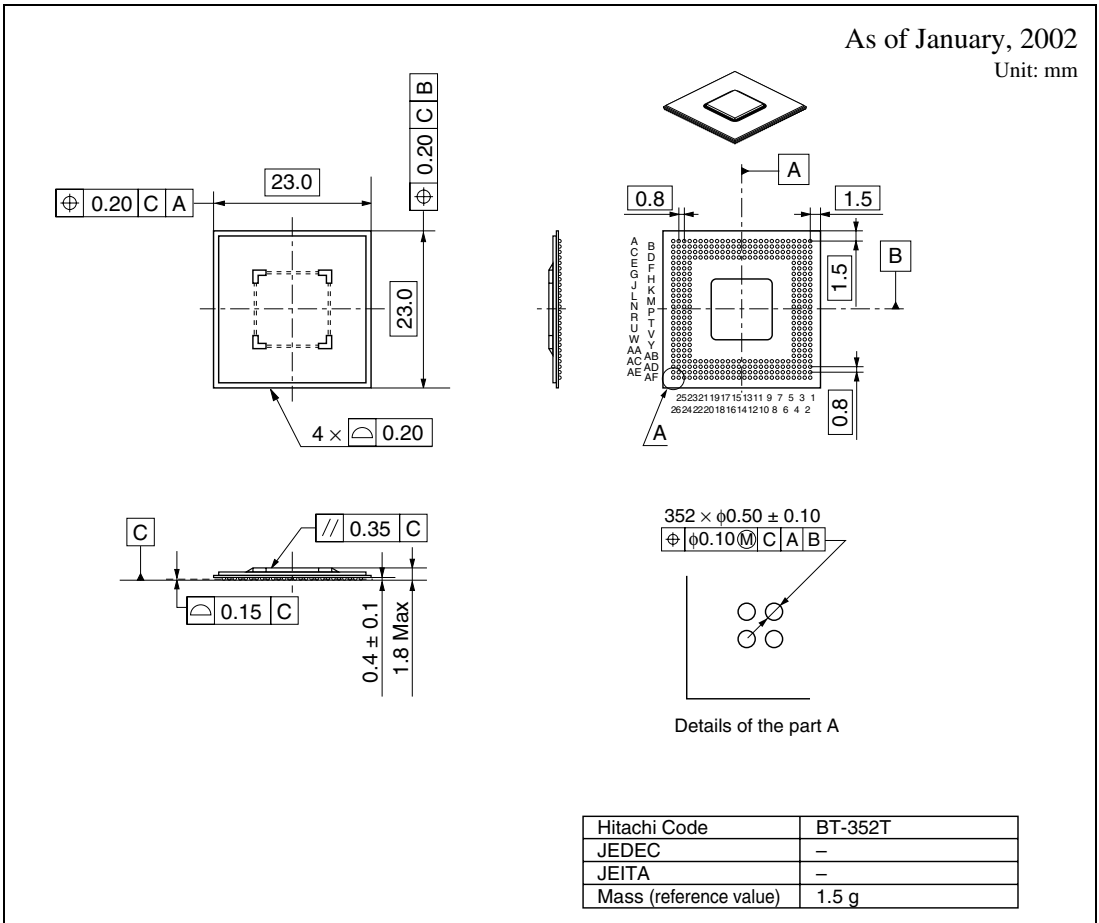 As of January, 2002
Unit: mm
⌖ 0.20 C A
23.0
⌖ 0.20 C B
23.0
4 × ⌓ 0.20
A
0.8
1.5
1.5
B
A
B
C
D
E
F
G
H
J
K
L
M
N
P
R
T
U
V
W
Y
AA
AB
AC
AD
AE
AF
25 23 21 19 17 15 13 11 9 7 5 3 1
26 24 22 20 18 16 14 12 10 8 6 4 2
0.8
A
C
// 0.35 C
⌓ 0.15 C
0.4 ± 0.1
1.8 Max
352 × ϕ0.50 ± 0.10
⌖ ϕ0.10 Ⓜ C A B
Details of the part A
Hitachi Code BT-352T
JEDEC –
JEITA –
Mass (reference value) 1.5 g